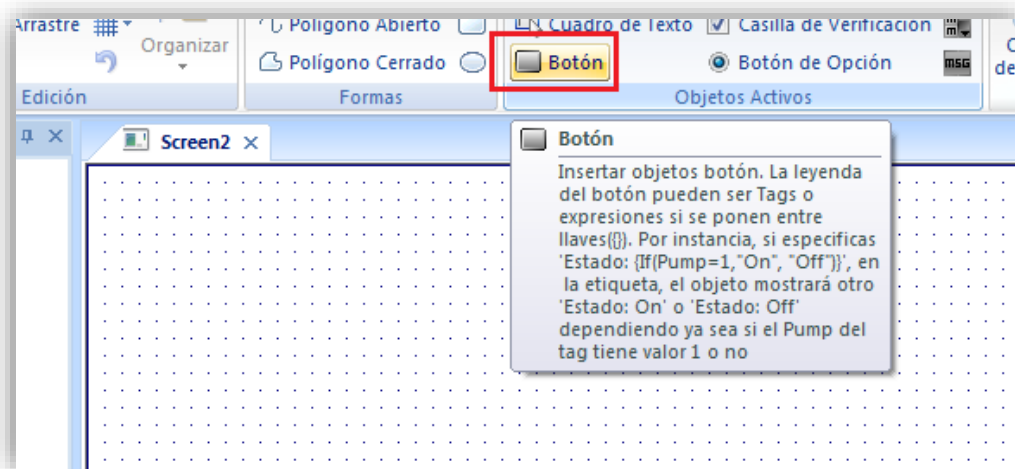 Arrastre
Organizar
Polígono Abierto
Cuadro de Texto
Casilla de Verificación
Polígono Cerrado
Botón
Botón de Opción
MSG
de
Edición
Formas
Objetos Activos
Screen2
Botón
Insertar objetos botón. La leyenda
del botón pueden ser Tags o
expresiones si se ponen entre
llaves({}). Por instancia, si especificas
'Estado: {If(Pump=1,"On", "Off")}', en
la etiqueta, el objeto mostrará otro
'Estado: On' o 'Estado: Off'
dependiendo ya sea si el Pump del
tag tiene valor 1 o no